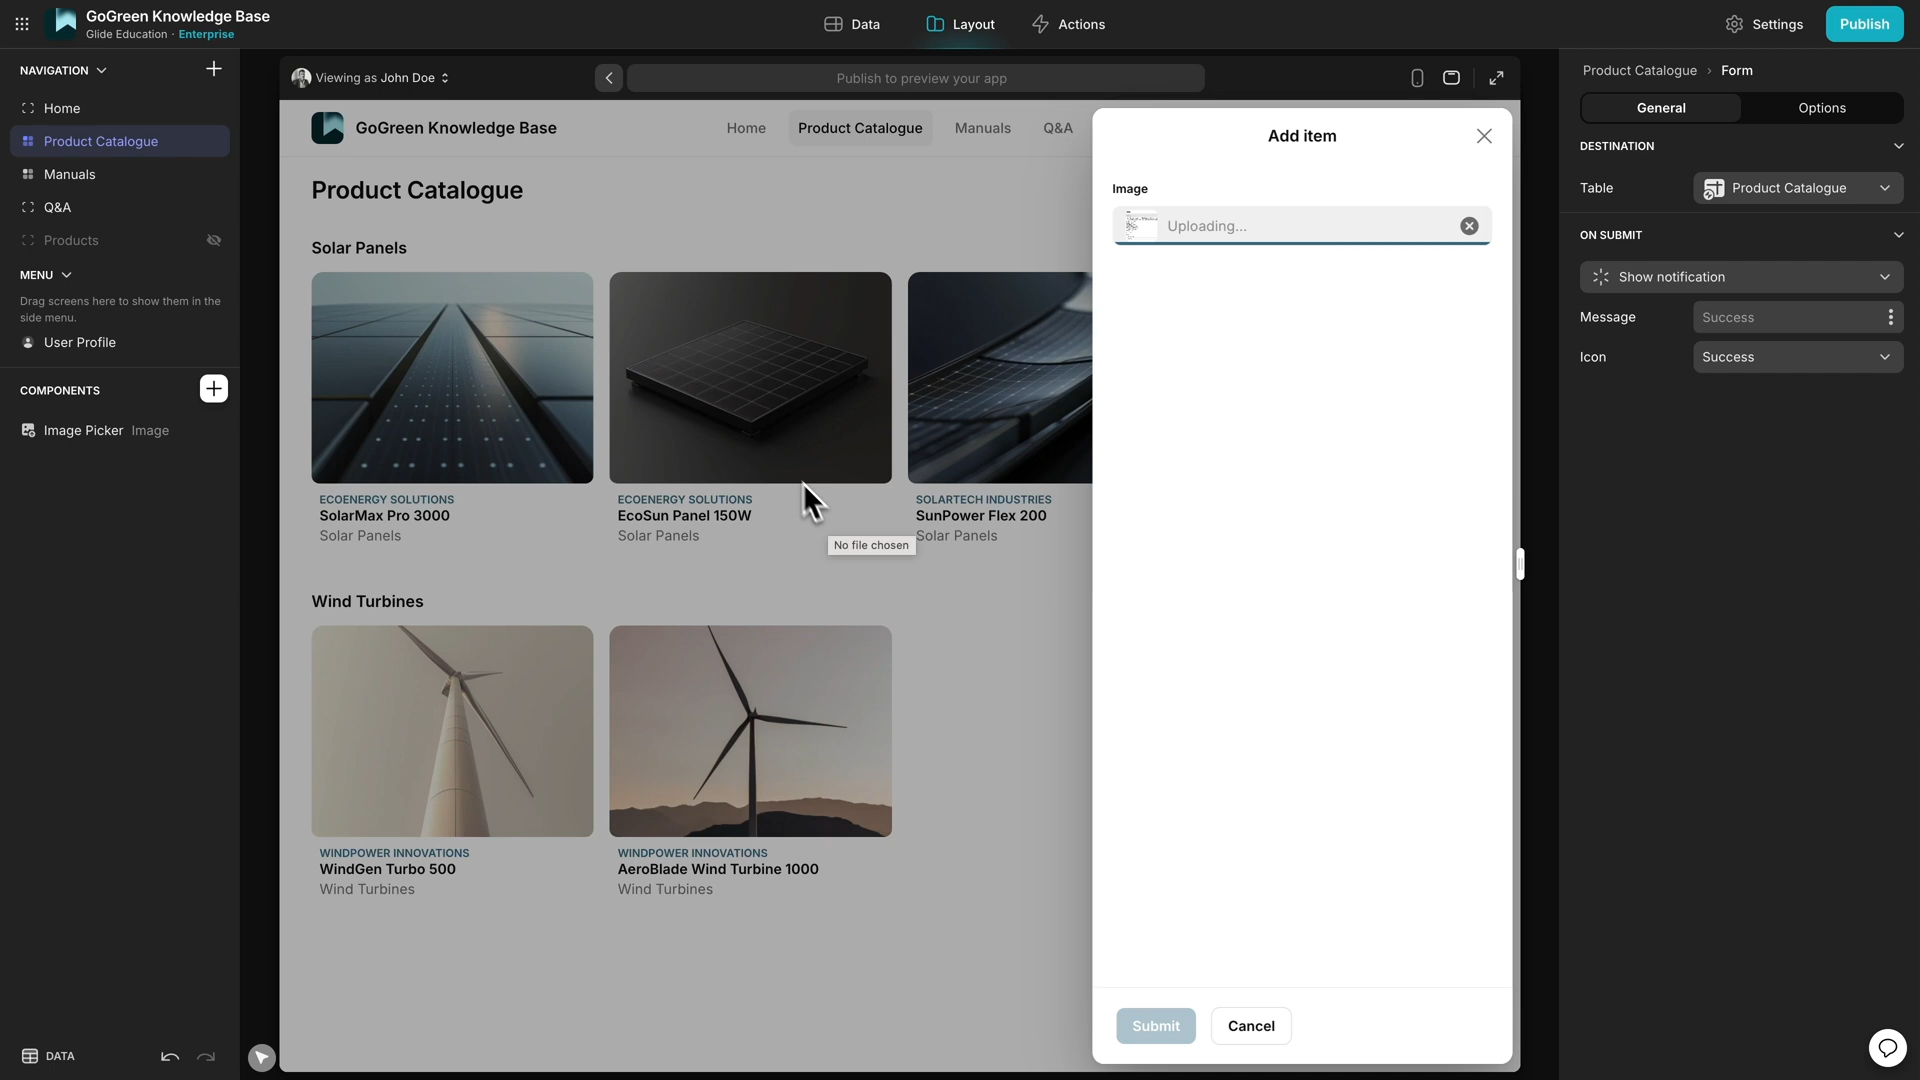 GoGreen Knowledge Base
Glide Education · Enterprise
Data
Layout
Actions
Settings
Publish
NAVIGATION
Home
Product Catalogue
Manuals
Q&A
Products
MENU
Drag screens here to show them in the
side menu.
User Profile
COMPONENTS
Image Picker Image
DATA
Viewing as John Doe
Publish to preview your app
GoGreen Knowledge Base
Home
Product Catalogue
Manuals
Q&A
Product Catalogue
Solar Panels
ECOENERGY SOLUTIONS
SolarMax Pro 3000
Solar Panels
ECOENERGY SOLUTIONS
EcoSun Panel 150W
Solar Panels
SOLARTECH INDUSTRIES
SunPower Flex 200
Solar Panels
No file chosen
Wind Turbines
WINDPOWER INNOVATIONS
WindGen Turbo 500
Wind Turbines
WINDPOWER INNOVATIONS
AeroBlade Wind Turbine 1000
Wind Turbines
Add item
Image
Uploading...
Submit
Cancel
Product Catalogue › Form
General
Options
DESTINATION
Table
Product Catalogue
ON SUBMIT
Show notification
Message
Success
Icon
Success